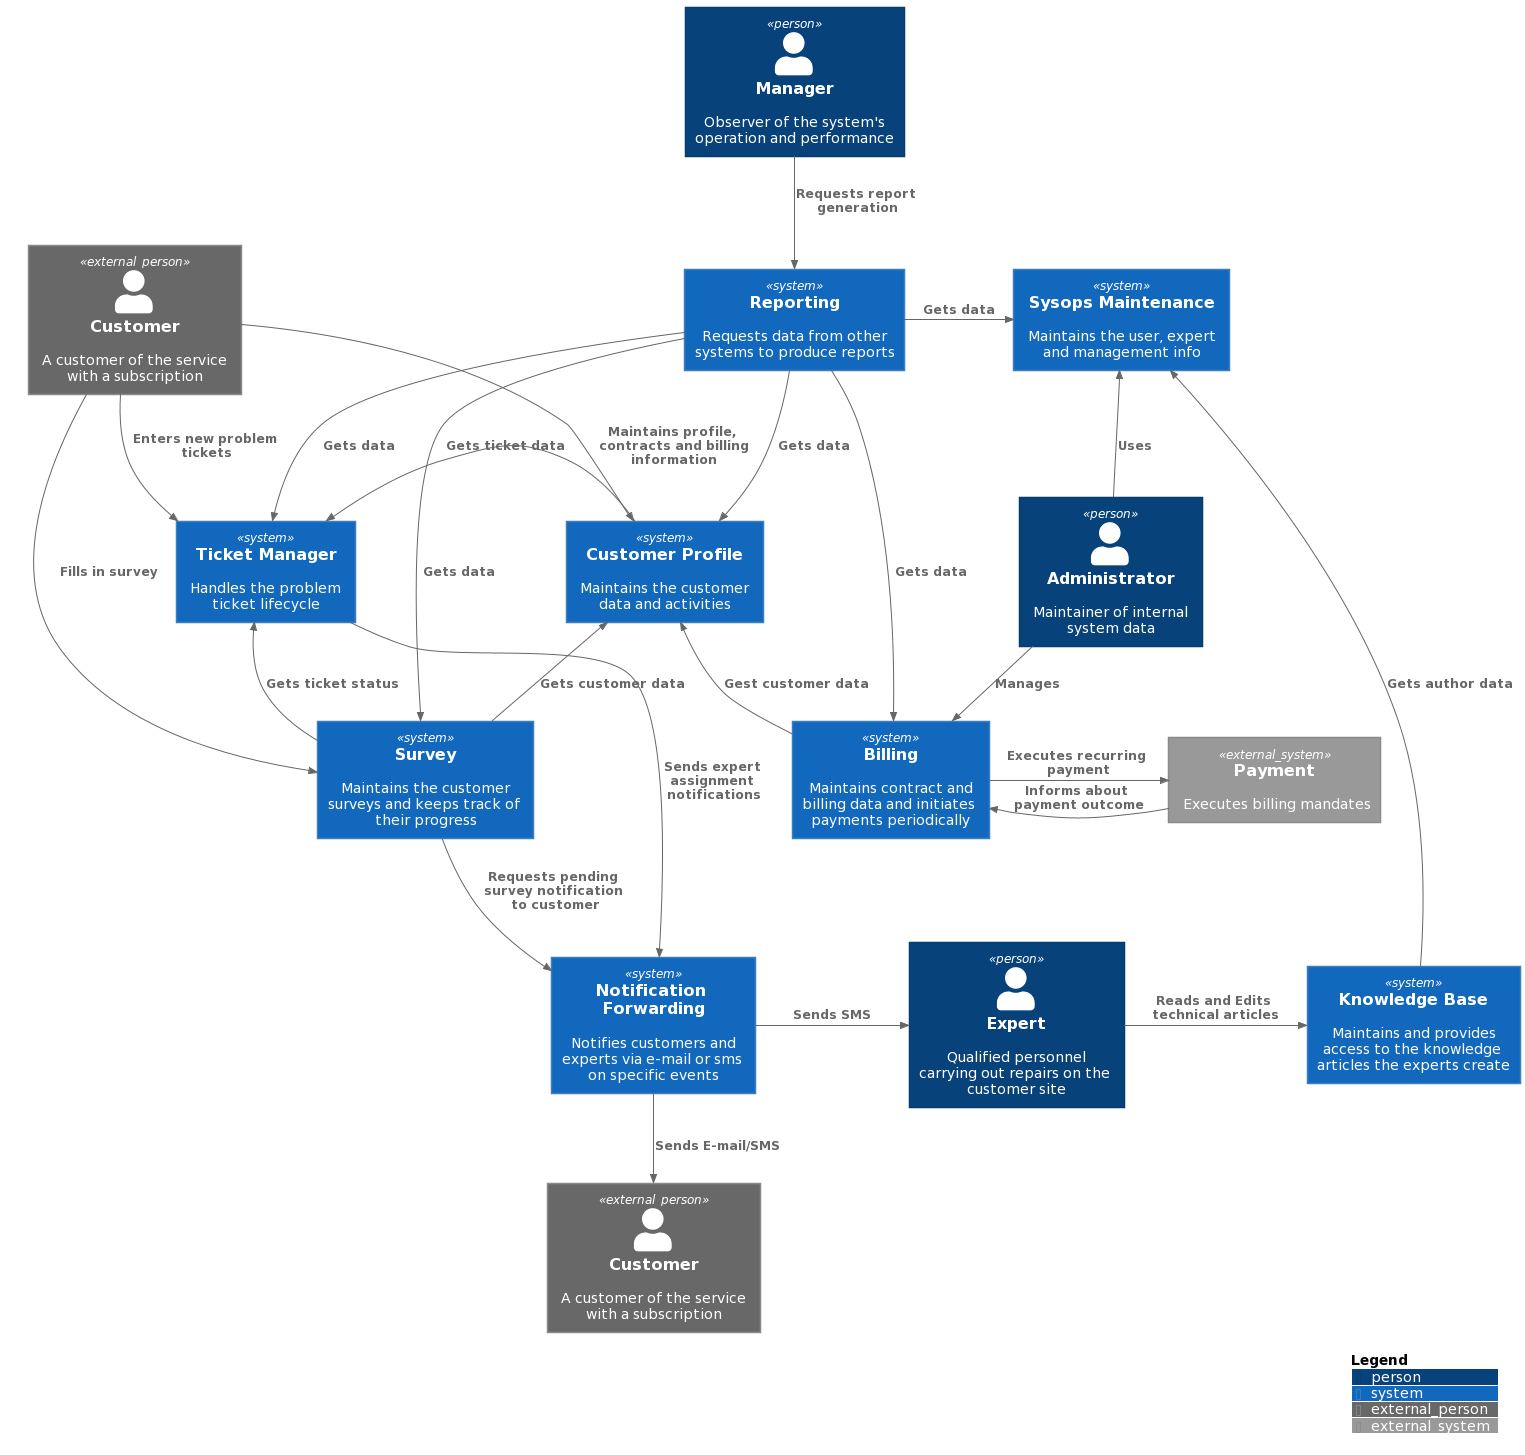 «person»
Manager
Observer of the system's
operation and performance
Requests report
generation
«external_person»
Customer
A customer of the service
with a subscription
«system»
Reporting
Requests data from other
systems to produce reports
Gets data
«system»
Sysops Maintenance
Maintains the user, expert
and management info
Enters new problem
tickets
Gets data
Gets ticket data
Maintains profile,
contracts and billing
information
Gets data
Uses
«system»
Ticket Manager
Handles the problem
ticket lifecycle
«system»
Customer Profile
Maintains the customer
data and activities
«person»
Administrator
Maintainer of internal
system data
Fills in survey
Gets data
Gets data
Gets ticket status
Gets customer data
Gest customer data
Manages
Gets author data
«system»
Survey
Maintains the customer
surveys and keeps track of
their progress
Sends expert
assignment
notifications
«system»
Billing
Maintains contract and
billing data and initiates
payments periodically
Executes recurring
payment
Informs about
payment outcome
«external_system»
Payment
Executes billing mandates
Requests pending
survey notification
to customer
«system»
Notification
Forwarding
Notifies customers and
experts via e-mail or sms
on specific events
Sends SMS
«person»
Expert
Qualified personnel
carrying out repairs on the
customer site
Reads and Edits
technical articles
«system»
Knowledge Base
Maintains and provides
access to the knowledge
articles the experts create
Sends E-mail/SMS
«external_person»
Customer
A customer of the service
with a subscription
Legend
person
system
external_person
external_system